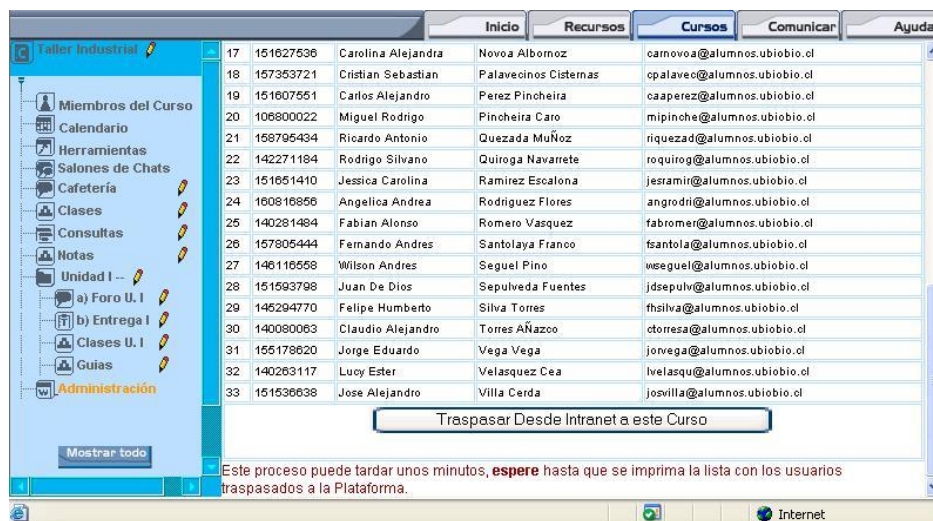 Inicio Recursos Cursos Comunicar Ayuda
Taller Industrial
Miembros del Curso
Calendario
Herramientas
Salones de Chats
Cafetería
Clases
Consultas
Notas
Unidad I --
a) Foro U. I
b) Entrega I
Clases U. I
Guias
Administración
Mostrar todo
17 151627536 Carolina Alejandra Novoa Albornoz carnovoa@alumnos.ubiobio.cl
18 157353721 Cristian Sebastian Palavecinos Cisternas cpalavec@alumnos.ubiobio.cl
19 151607551 Carlos Alejandro Perez Pincheira caaperez@alumnos.ubiobio.cl
20 106800022 Miguel Rodrigo Pincheira Caro mipinche@alumnos.ubiobio.cl
21 158795434 Ricardo Antonio Quezada MuÑoz riquezad@alumnos.ubiobio.cl
22 142271184 Rodrigo Silvano Quiroga Navarrete roquirog@alumnos.ubiobio.cl
23 151651410 Jessica Carolina Ramirez Escalona jesramir@alumnos.ubiobio.cl
24 160816856 Angelica Andrea Rodriguez Flores angrodri@alumnos.ubiobio.cl
25 140281484 Fabian Alonso Romero Vasquez fabromer@alumnos.ubiobio.cl
26 157805444 Fernando Andres Santolaya Franco fsantola@alumnos.ubiobio.cl
27 146116558 Wilson Andres Seguel Pino wseguel@alumnos.ubiobio.cl
28 151593798 Juan De Dios Sepulveda Fuentes jdsepulv@alumnos.ubiobio.cl
29 145294770 Felipe Humberto Silva Torres fhsilva@alumnos.ubiobio.cl
30 140080063 Claudio Alejandro Torres AÑazco ctorresa@alumnos.ubiobio.cl
31 155178620 Jorge Eduardo Vega Vega jorvega@alumnos.ubiobio.cl
32 140263117 Lucy Ester Velasquez Cea lvelasqu@alumnos.ubiobio.cl
33 151536638 Jose Alejandro Villa Cerda josvilla@alumnos.ubiobio.cl
Traspasar Desde Intranet a este Curso
Este proceso puede tardar unos minutos, espere hasta que se imprima la lista con los usuarios
traspasados a la Plataforma.
Internet